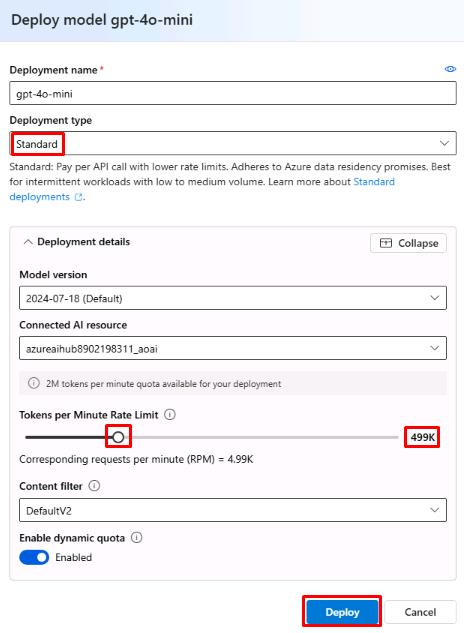 Deploy model gpt-4o-mini
Deployment name *
gpt-4o-mini
Deployment type
Standard
Standard: Pay per API call with lower rate limits. Adheres to Azure data residency promises. Best
for intermittent workloads with low to medium volume. Learn more about Standard
deployments.
Deployment details
Collapse
Model version
2024-07-18 (Default)
Connected AI resource
azureaihub8902198311_aoai
2M tokens per minute quota available for your deployment
Tokens per Minute Rate Limit
499K
Corresponding requests per minute (RPM) = 4.99K
Content filter
DefaultV2
Enable dynamic quota
Enabled
Deploy Cancel